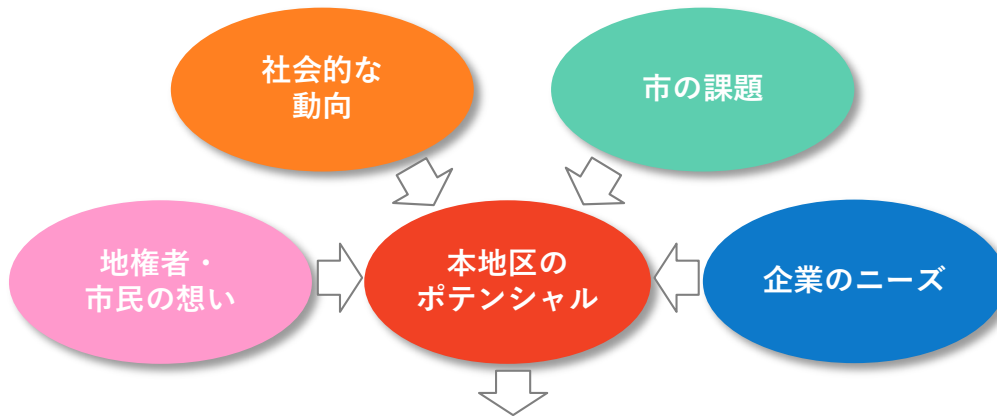 社会的な
動向
市の課題
地権者・
市民の想い
本地区の
ポテンシャル
企業のニーズ